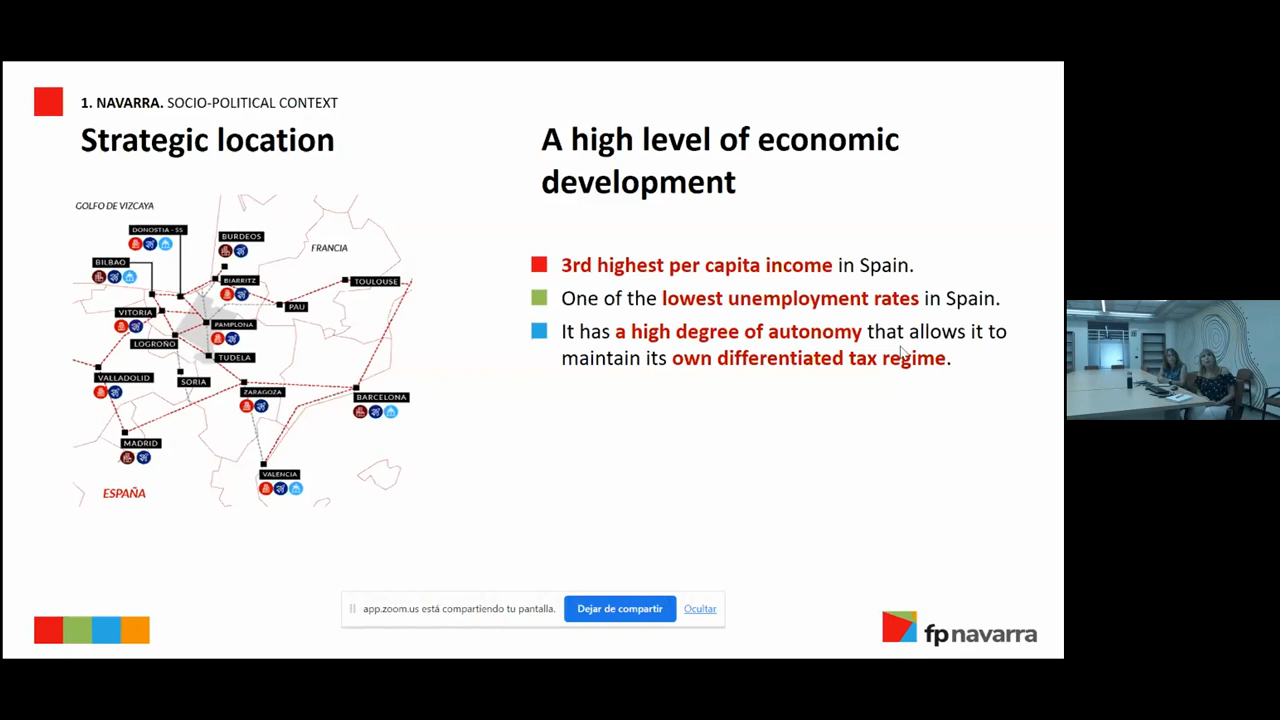 1. NAVARRA. SOCIO-POLITICAL CONTEXT
Strategic location
A high level of economic
development
GOLFO DE VIZCAYA
DONOSTIA - SS
BURDEOS
FRANCIA
BILBAO
BIARRITZ
TOULOUSE
PAU
VITORIA
PAMPLONA
LOGROÑO
TUDELA
VALLADOLID
SORIA
ZARAGOZA
BARCELONA
MADRID
VALENCIA
ESPAÑA
3rd highest per capita income in Spain.
One of the lowest unemployment rates in Spain.
It has a high degree of autonomy that allows it to
maintain its own differentiated tax regime.
app.zoom.us está compartiendo tu pantalla.
Dejar de compartir
Ocultar
fpnavarra